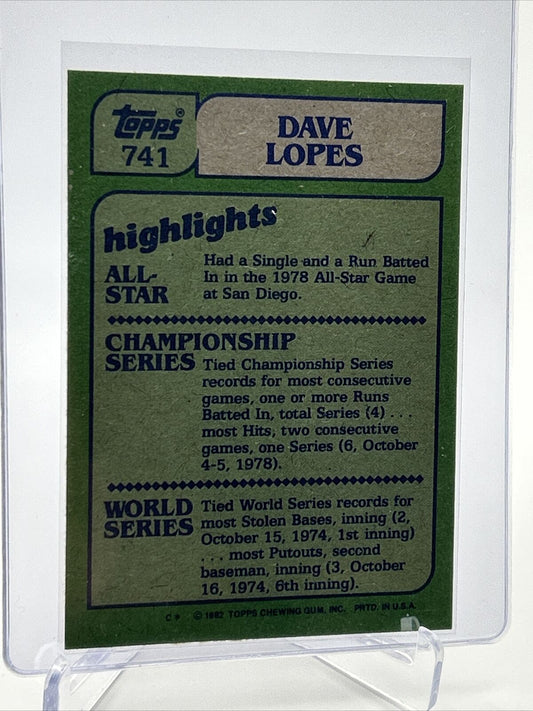 topps®
741
DAVE
LOPES
highlights
ALL-
STAR
Had a Single and a Run Batted
In in the 1978 All-Star Game
at San Diego.
CHAMPIONSHIP
SERIES
Tied Championship Series
records for most consecutive
games, one or more Runs
Batted In, total Series (4) . . .
most Hits, two consecutive
games, one Series (6, October
4-5, 1978).
WORLD
SERIES
Tied World Series records for
most Stolen Bases, inning (2,
October 15, 1974, 1st inning)
. . . most Putouts, second
baseman, inning (3, October
16, 1974, 6th inning).
C* © 1982 TOPPS CHEWING GUM, INC. PRTD. IN U.S.A.